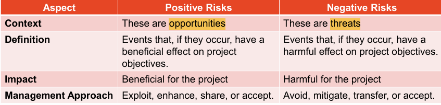 Aspect Positive Risks Negative Risks
Context These are opportunities These are threats
Definition Events that, if they occur, have a Events that, if they occur, have a
beneficial effect on project harmful effect on project objectives.
objectives.
Impact Beneficial for the project Harmful for the project
Management Approach Exploit, enhance, share, or accept. Avoid, mitigate, transfer, or accept.